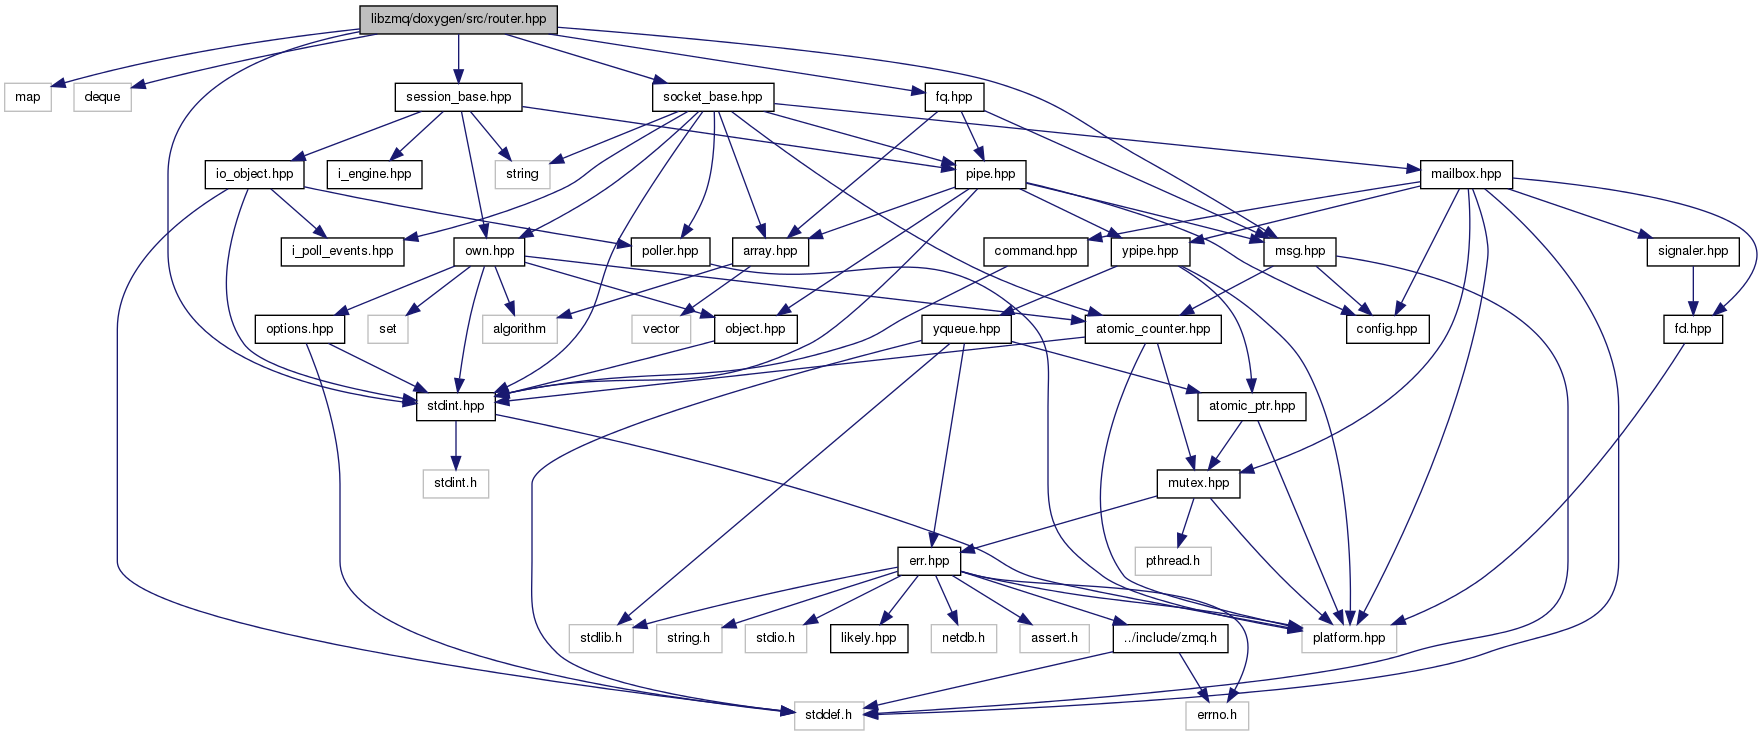 libzmq/doxygen/src/router.hpp
map
deque
session_base.hpp
socket_base.hpp
fq.hpp
io_object.hpp
i_engine.hpp
string
pipe.hpp
mailbox.hpp
i_poll_events.hpp
own.hpp
poller.hpp
array.hpp
command.hpp
ypipe.hpp
msg.hpp
signaler.hpp
options.hpp
set
algorithm
vector
object.hpp
yqueue.hpp
atomic_counter.hpp
config.hpp
fd.hpp
stdint.hpp
atomic_ptr.hpp
stdint.h
mutex.hpp
err.hpp
pthread.h
stdlib.h
string.h
stdio.h
likely.hpp
netdb.h
assert.h
../include/zmq.h
platform.hpp
stddef.h
errno.h